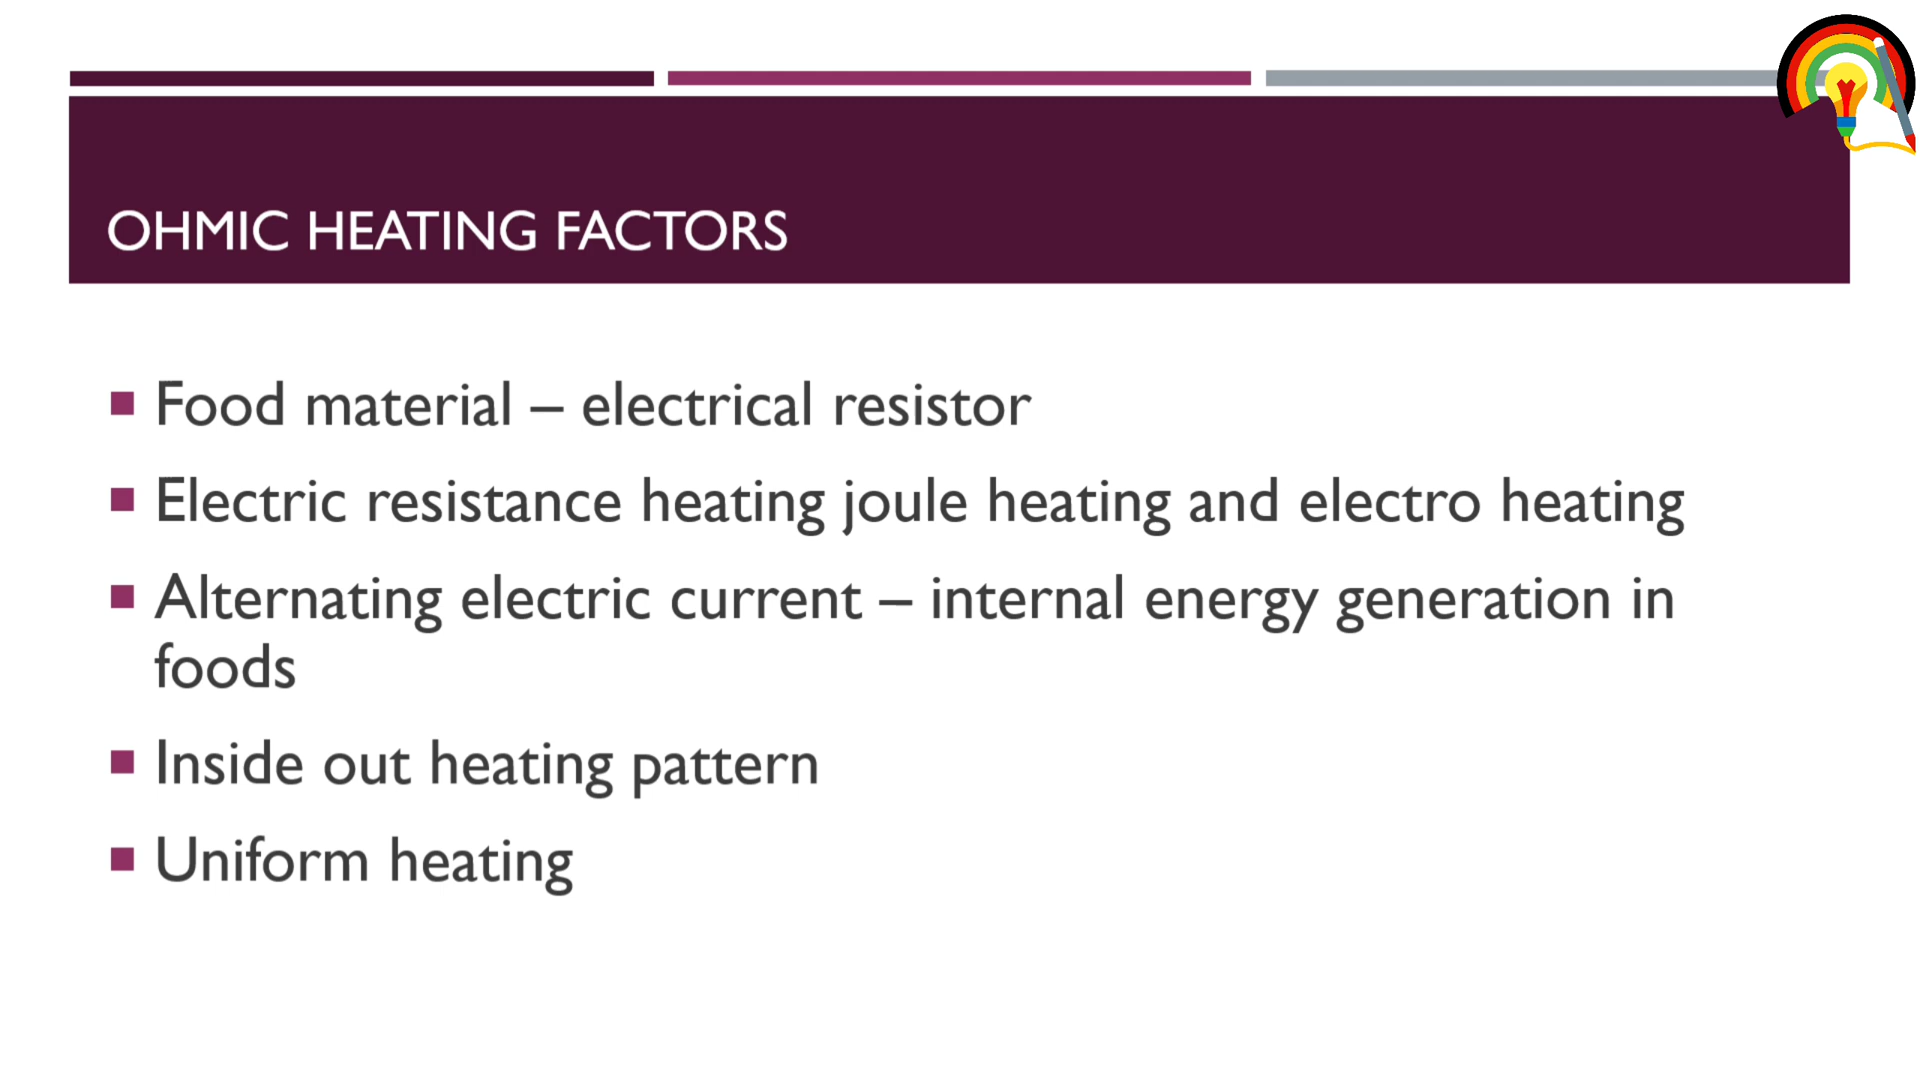 OHMIC HEATING FACTORS
Food material – electrical resistor
Electric resistance heating joule heating and electro heating
Alternating electric current – internal energy generation in
foods
Inside out heating pattern
Uniform heating